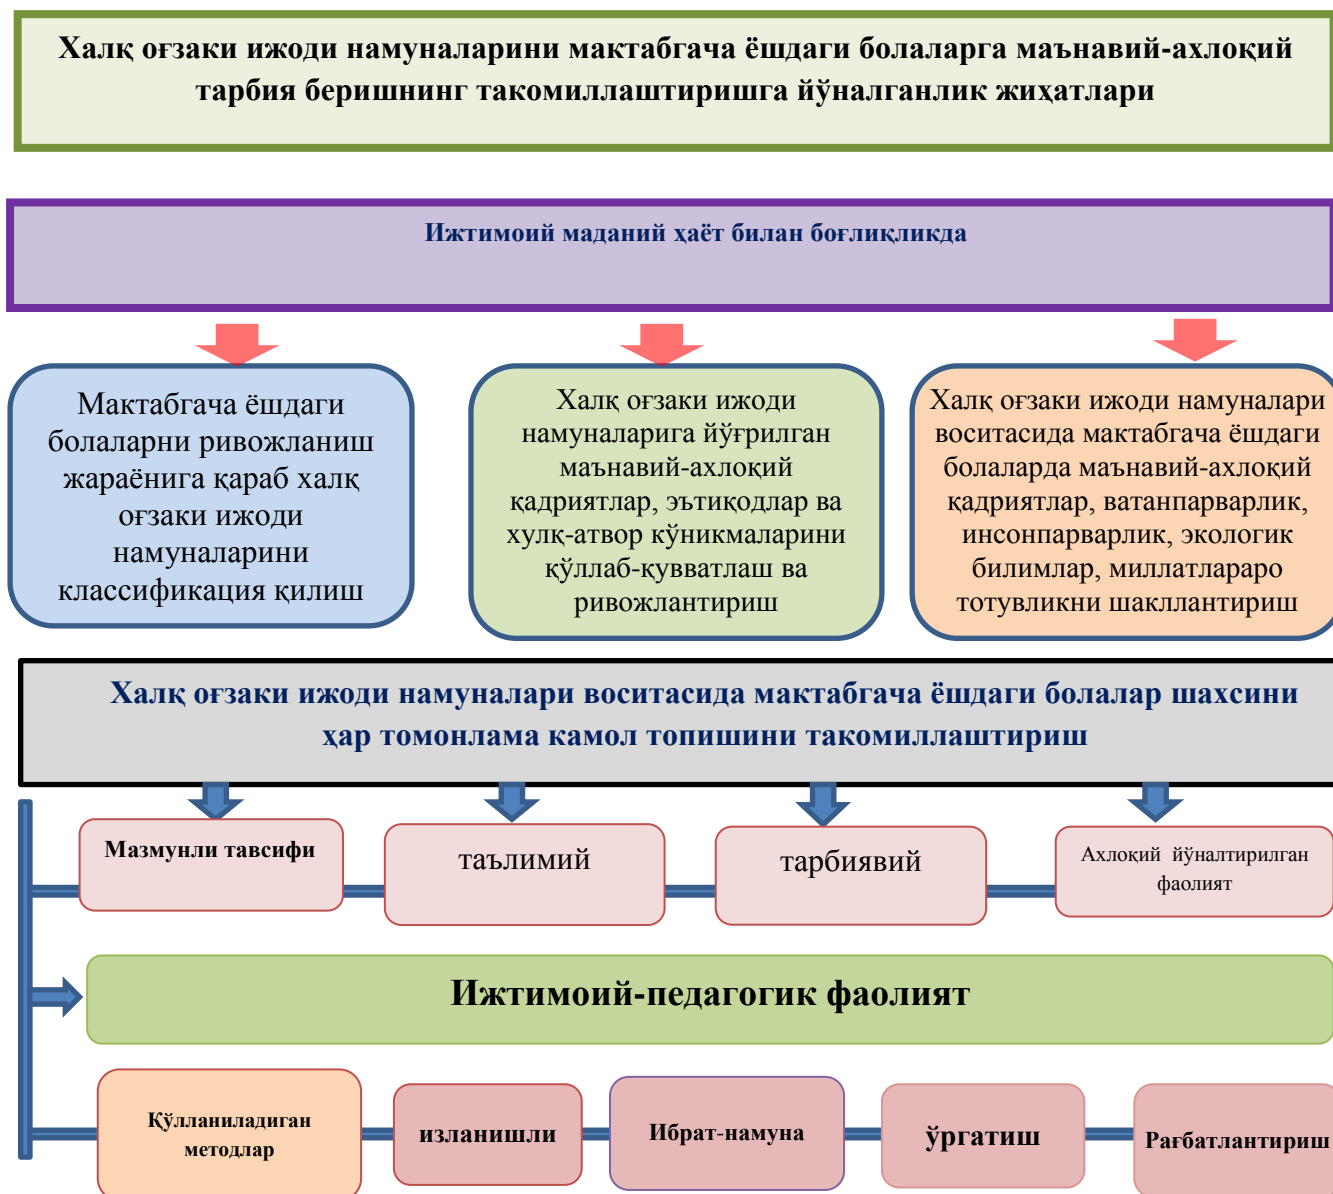 Халқ оғзаки ижоди намуналарини мактабгача ёшдаги болаларга маънавий-ахлоқий
тарбия беришнинг такомиллаштиришга йўналганлик жиҳатлари
Ижтимоий маданий ҳаёт билан боғлиқликда
Мактабгача ёшдаги
болаларни ривожланиш
жараёнига қараб халқ
оғзаки ижоди
намуналарини
классификация қилиш
Халқ оғзаки ижоди
намуналарига йўғрилган
маънавий-ахлоқий
қадриятлар, эътиқодлар ва
хулқ-атвор кўникмаларини
қўллаб-қувватлаш ва
ривожлантириш
Халқ оғзаки ижоди намуналари
воситасида мактабгача ёшдаги
болаларда маънавий-ахлоқий
қадриятлар, ватанпарварлик,
инсонпарварлик, экологик
билимлар, миллатлараро
тотувликни шакллантириш
Халқ оғзаки ижоди намуналари воситасида мактабгача ёшдаги болалар шахсини
ҳар томонлама камол топишини такомиллаштириш
Мазмунли тавсифи
таълимий
тарбиявий
Ахлоқий йўналтирилган
фаолият
Ижтимоий-педагогик фаолият
Қўлланиладиган
методлар
изланишли
Ибрат-намуна
ўргатиш
Рағбатлантириш